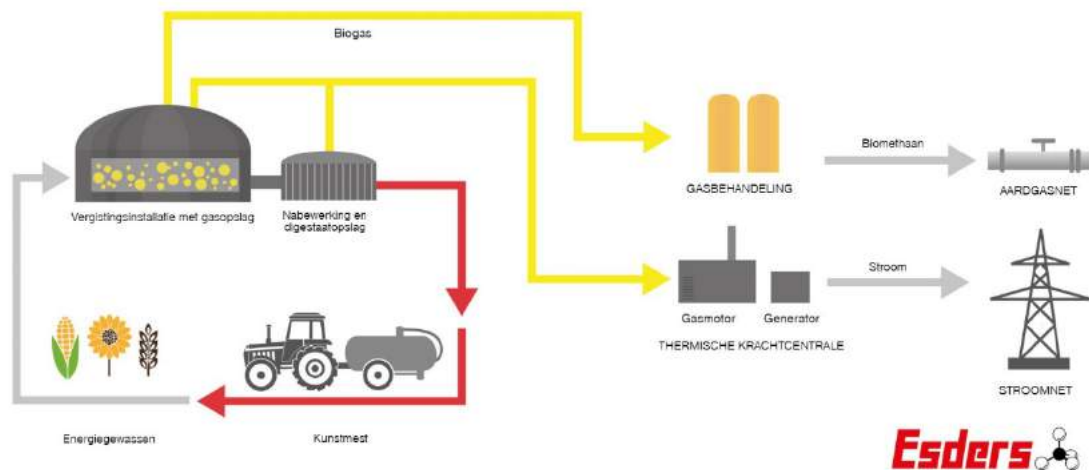 Biogas
Vergistingsinstallatie met gasopslag
Nabewerking en
digestaatopslag
GASBEHANDELING
Biomethaan
AARDGASNET
Gasmotor
Generator
THERMISCHE KRACHTCENTRALE
Stroom
STROOMNET
Energiegewassen
Kunstmest
Esders